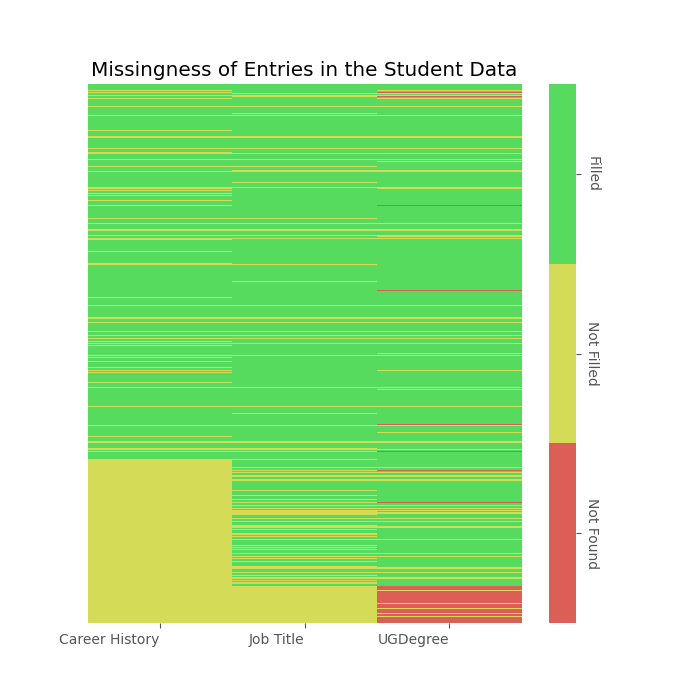 Missingness of Entries in the Student Data
Filled
Not Filled
Not Found
Career History
Job Title
UGDegree